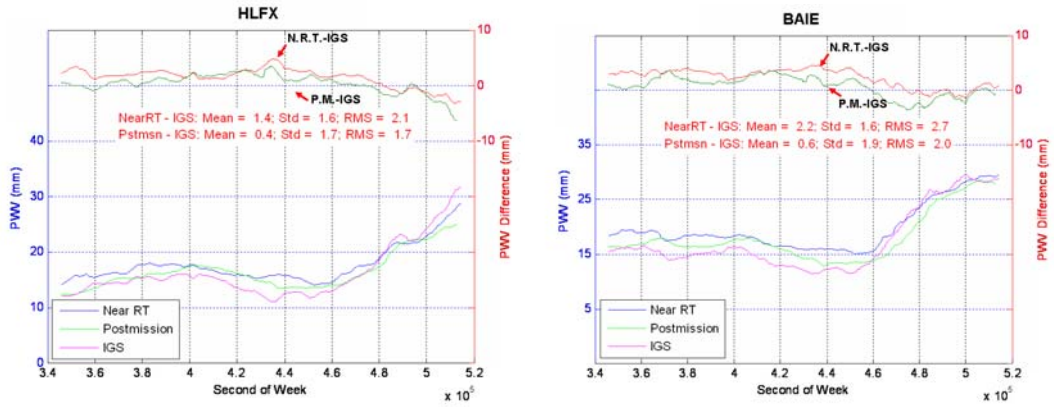 HLFX
N.R.T.-IGS
P.M.-IGS
NearRT - IGS: Mean = 1.4; Std = 1.6; RMS = 2.1
Pstmsn - IGS: Mean = 0.4; Std = 1.7; RMS = 1.7
PWV (mm)
40
30
20
10
0
10
0
-10
PWV Difference (mm)
Near RT
Postmission
IGS
3.4 3.6 3.8 4 4.2 4.4 4.6 4.8 5 5.2
Second of Week
x 10^5
BAIE
N.R.T.-IGS
P.M.-IGS
NearRT - IGS: Mean = 2.2; Std = 1.6; RMS = 2.7
Pstmsn - IGS: Mean = 0.6; Std = 1.9; RMS = 2.0
PWV (mm)
35
25
15
5
10
0
-10
PWV Difference (mm)
Near RT
Postmission
IGS
3.4 3.6 3.8 4 4.2 4.4 4.6 4.8 5 5.2
Second of Week
x 10^5